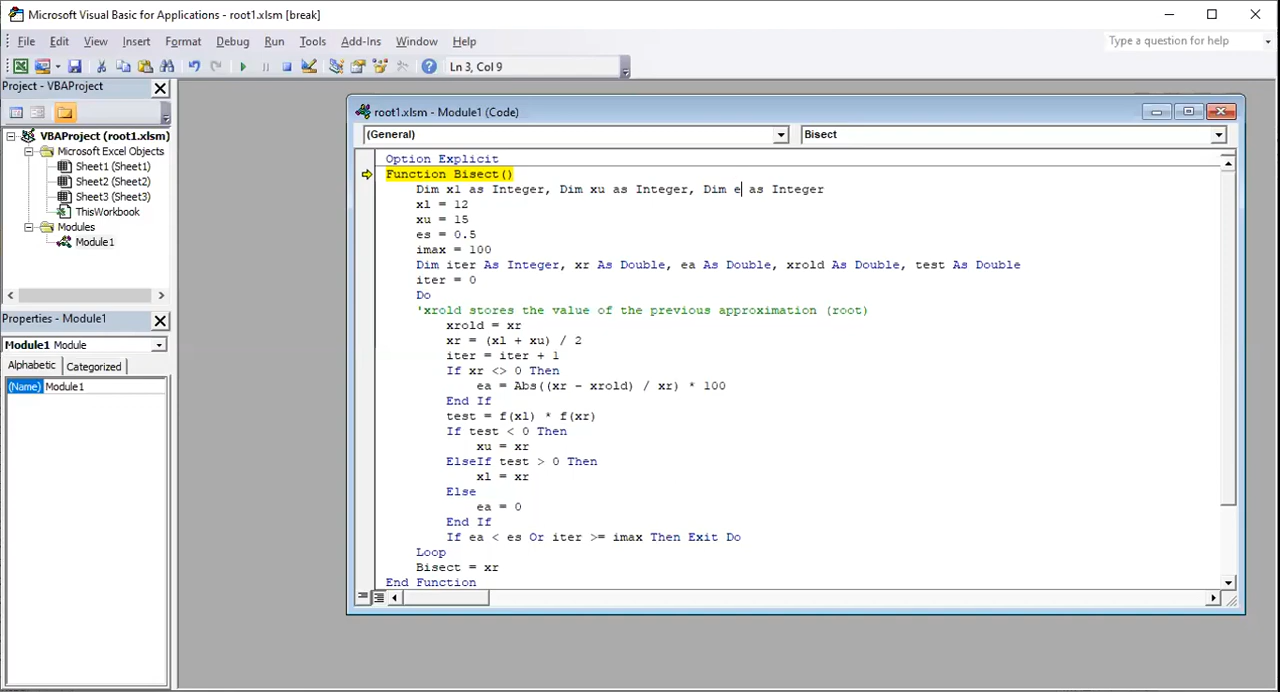 Microsoft Visual Basic for Applications - root1.xlsm [break]
File Edit View Insert Format Debug Run Tools Add-Ins Window Help
Type a question for help
Ln 3, Col 9
Project - VBAProject
VBAProject (root1.xlsm)
Microsoft Excel Objects
Sheet1 (Sheet1)
Sheet2 (Sheet2)
Sheet3 (Sheet3)
ThisWorkbook
Modules
Module1
Properties - Module1
Module1 Module
Alphabetic Categorized
(Name) Module1
root1.xlsm - Module1 (Code)
(General) Bisect
Option Explicit
Function Bisect()
Dim xl as Integer, Dim xu as Integer, Dim e as Integer
xl = 12
xu = 15
es = 0.5
imax = 100
Dim iter As Integer, xr As Double, ea As Double, xrold As Double, test As Double
iter = 0
Do
'xrold stores the value of the previous approximation (root)
xrold = xr
xr = (xl + xu) / 2
iter = iter + 1
If xr <> 0 Then
ea = Abs((xr - xrold) / xr) * 100
End If
test = f(xl) * f(xr)
If test < 0 Then
xu = xr
ElseIf test > 0 Then
xl = xr
Else
ea = 0
End If
If ea < es Or iter >= imax Then Exit Do
Loop
Bisect = xr
End Function